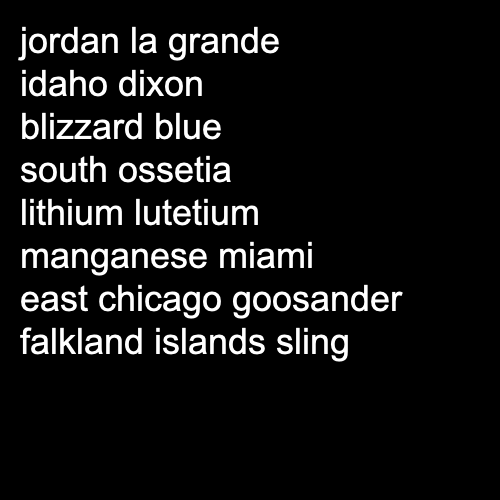 jordan la grande
idaho dixon
blizzard blue
south ossetia
lithium lutetium
manganese miami
east chicago goosander
falkland islands sling